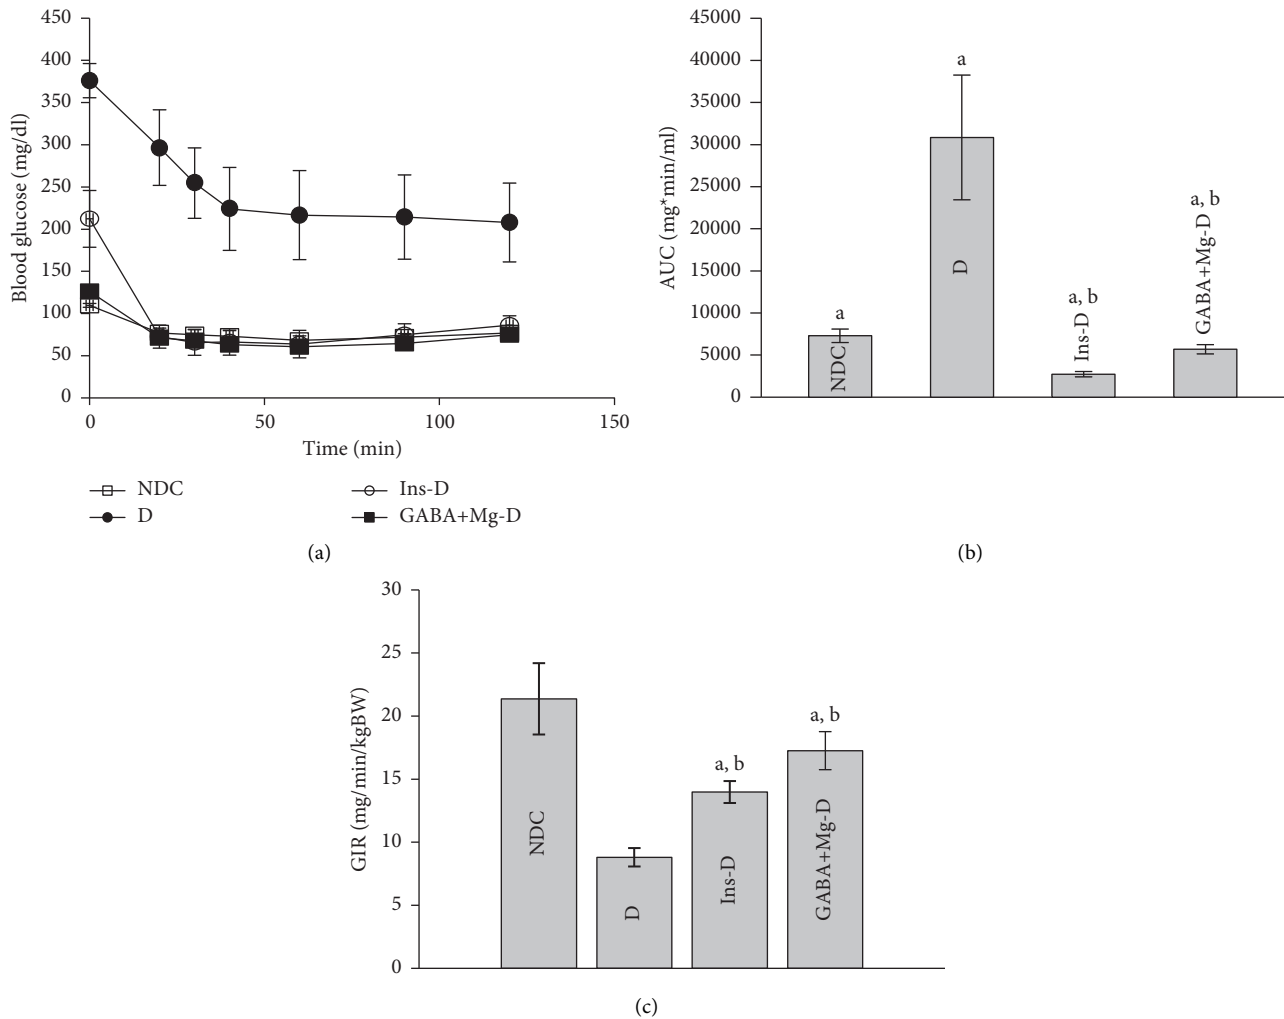 450
400
350
300
250
200
150
100
50
0
Blood glucose (mg/dl)
0
50
100
150
Time (min)
NDC
Ins-D
D
GABA+Mg-D
(a)
45000
40000
35000
30000
25000
20000
15000
10000
5000
0
AUC (mg*min/ml)
a
NDC
a
D
a, b
Ins-D
a, b
GABA+Mg-D
(b)
30
25
20
15
10
5
0
GIR (mg/min/kgBW)
NDC
D
a, b
Ins-D
a, b
GABA+Mg-D
(c)